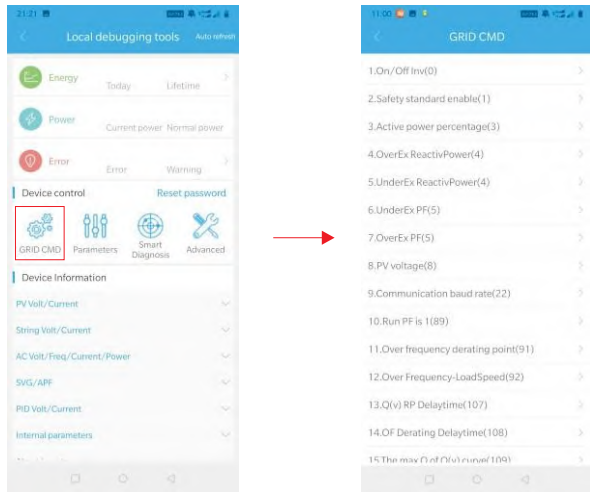 21:21
Local debugging tools Auto refresh
Energy
Today Lifetime
Power
Current power Normal power
Error
Error Warning
Device control Reset password
GRID CMD Parameters Smart Diagnosis Advanced
Device Information
PV Volt/Current
String Volt/Current
AC Volt/Freq/Current/Power
SVG/APF
PID Volt/Current
Internal parameters
11:00
GRID CMD
1.On/Off Inv(0)
2.Safety standard enable(1)
3.Active power percentage(3)
4.OverEx ReactivPower(4)
5.UnderEx ReactivPower(4)
6.UnderEx PF(5)
7.OverEx PF(5)
8.PV voltage(8)
9.Communication baud rate(22)
10.Run PF is 1(89)
11.Over frequency derating point(91)
12.Over Frequency-LoadSpeed(92)
13.Q(v) RP Delaytime(107)
14.OF Derating Delaytime(108)
15.The max Q of Q(v) curve(109)